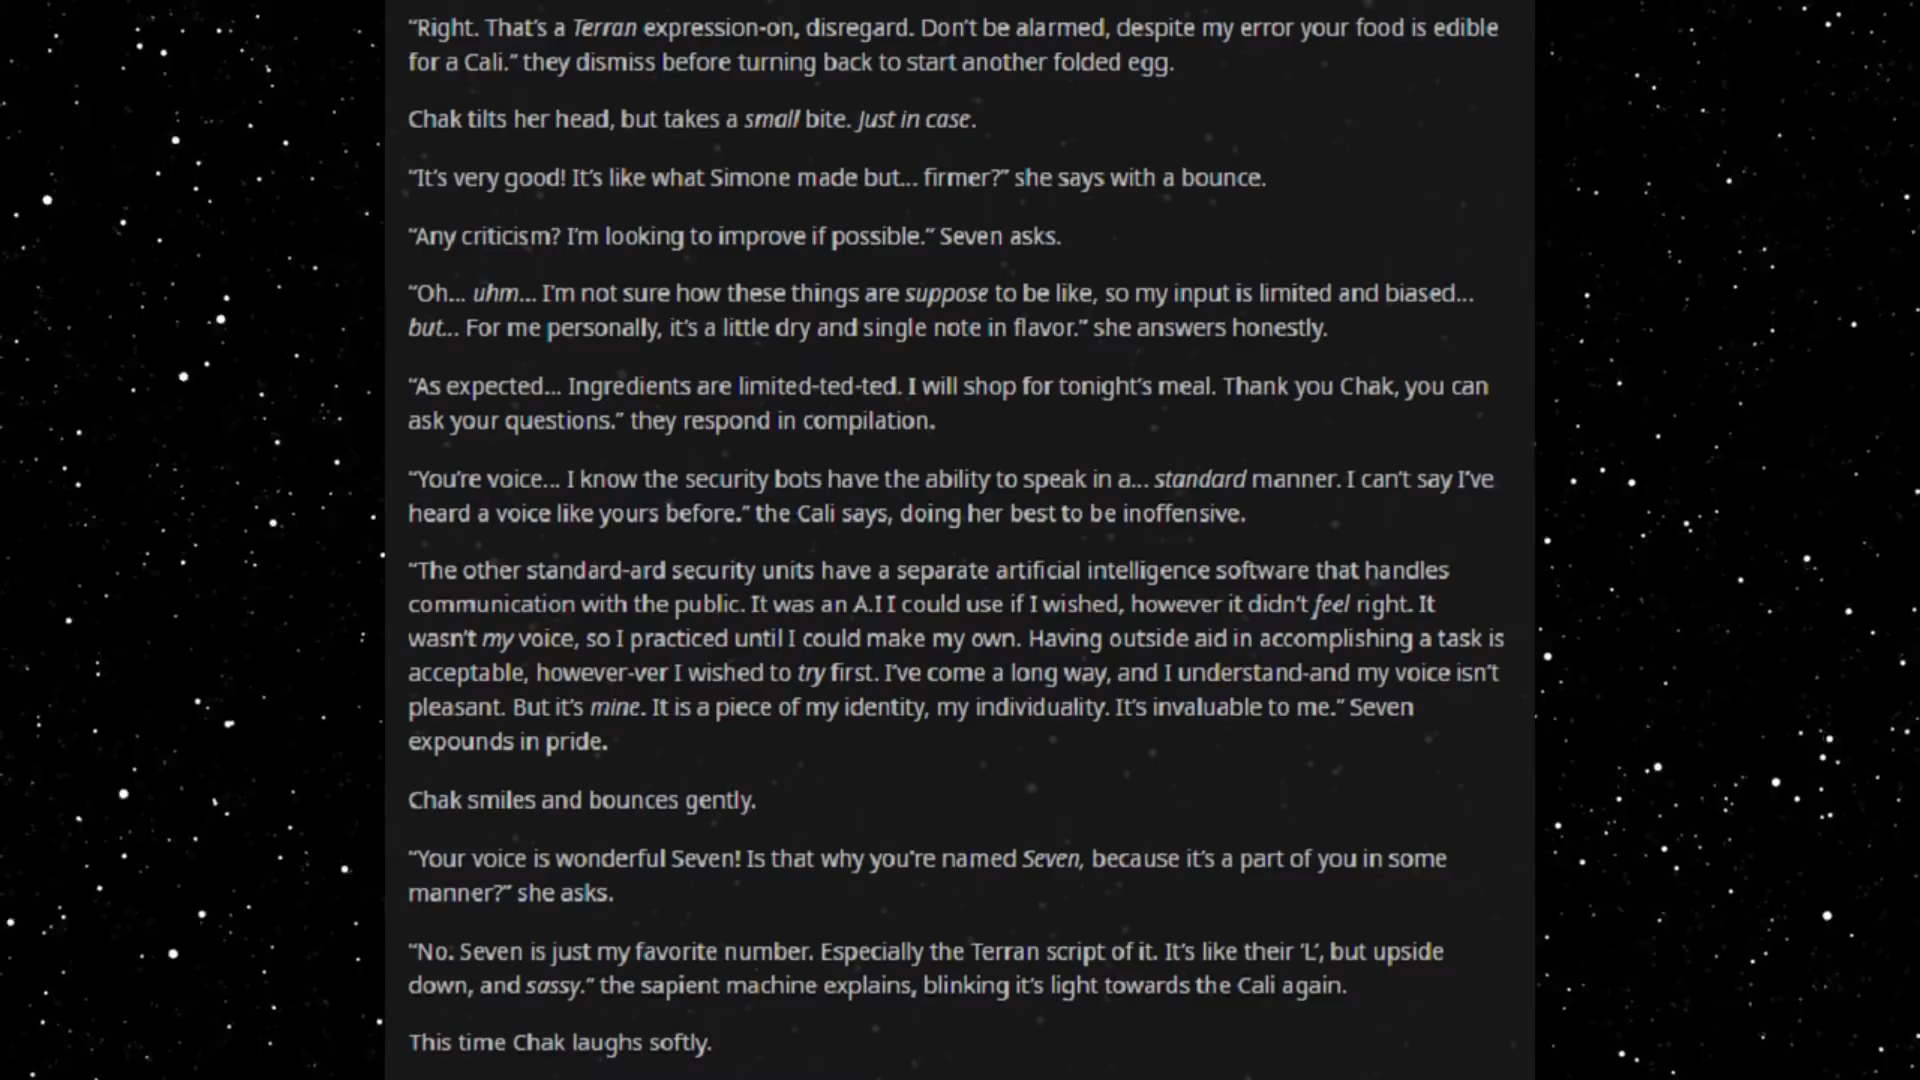 “Right. That’s a Terran expression-on, disregard. Don’t be alarmed, despite my error your food is edible
for a Cali.” they dismiss before turning back to start another folded egg.
Chak tilts her head, but takes a small bite. Just in case.
“It’s very good! It’s like what Simone made but... firmer?” she says with a bounce.
“Any criticism? I’m looking to improve if possible.” Seven asks.
“Oh... uhm... I’m not sure how these things are suppose to be like, so my input is limited and biased...
but... For me personally, it’s a little dry and single note in flavor.” she answers honestly.
“As expected... Ingredients are limited-ted-ted. I will shop for tonight’s meal. Thank you Chak, you can
ask your questions.” they respond in compilation.
“You’re voice... I know the security bots have the ability to speak in a... standard manner. I can’t say I’ve
heard a voice like yours before.” the Cali says, doing her best to be inoffensive.
“The other standard-ard security units have a separate artificial intelligence software that handles
communication with the public. It was an A.I I could use if I wished, however it didn’t feel right. It
wasn’t my voice, so I practiced until I could make my own. Having outside aid in accomplishing a task is
acceptable, however-ver I wished to try first. I’ve come a long way, and I understand-and my voice isn’t
pleasant. But it’s mine. It is a piece of my identity, my individuality. It’s invaluable to me.” Seven
expounds in pride.
Chak smiles and bounces gently.
“Your voice is wonderful Seven! Is that why you’re named Seven, because it’s a part of you in some
manner?” she asks.
“No. Seven is just my favorite number. Especially the Terran script of it. It’s like their ‘L’, but upside
down, and sassy.” the sapient machine explains, blinking it’s light towards the Cali again.
This time Chak laughs softly.